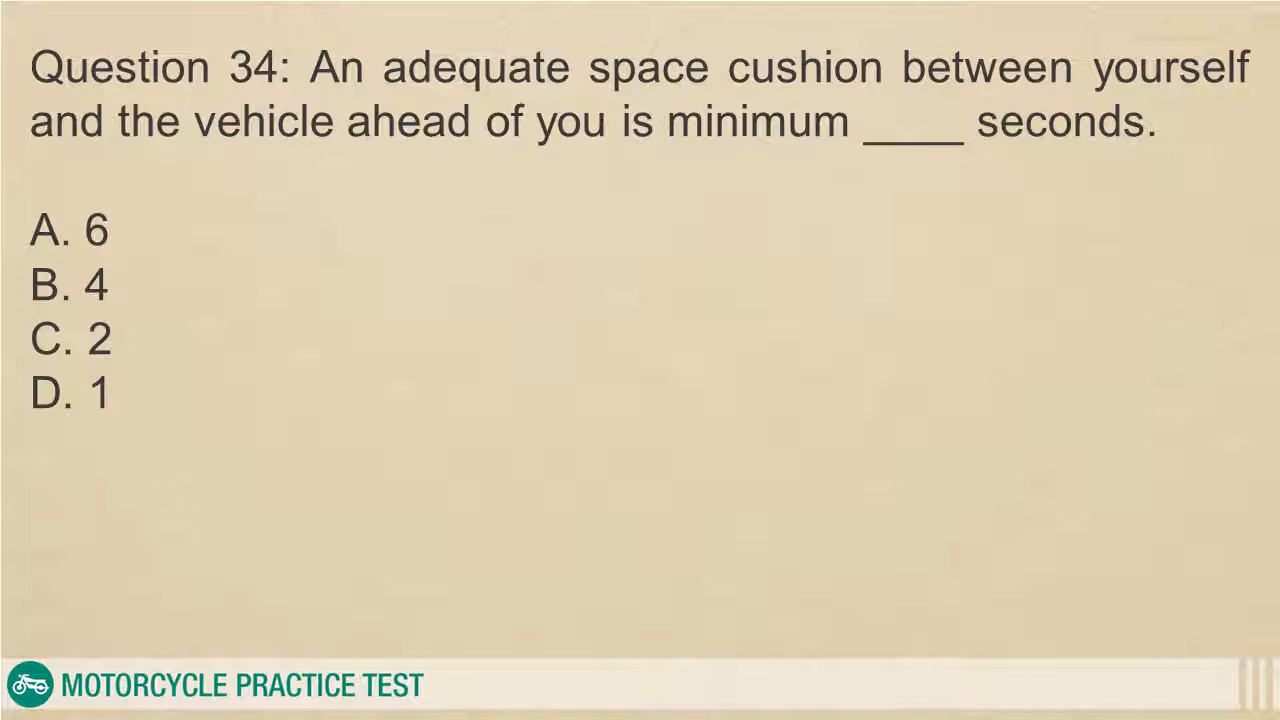 Question 34: An adequate space cushion between yourself
and the vehicle ahead of you is minimum ____ seconds.
A. 6
B. 4
C. 2
D. 1
MOTORCYCLE PRACTICE TEST